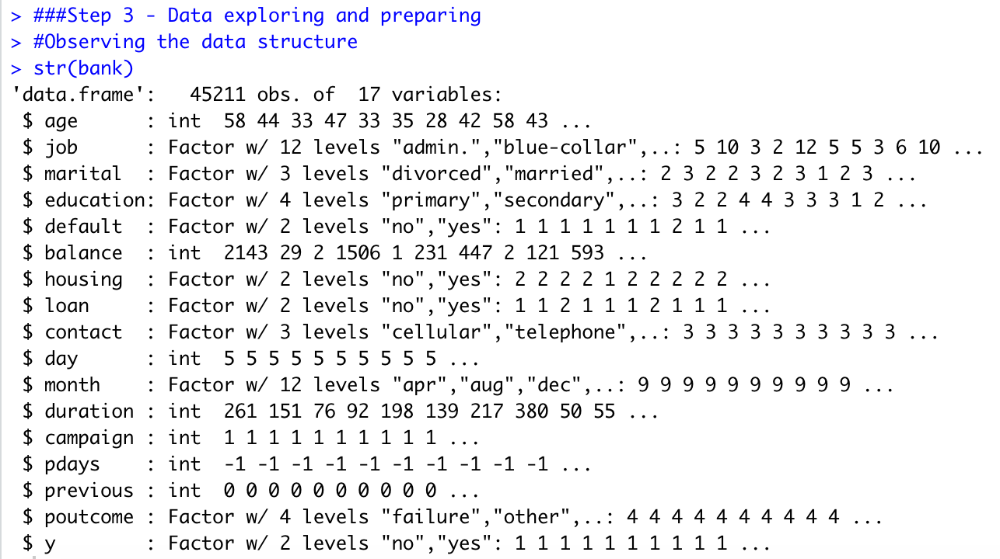 > ###Step 3 - Data exploring and preparing
> #Observing the data structure
> str(bank)
'data.frame':   45211 obs. of  17 variables:
 $ age      : int  58 44 33 47 33 35 28 42 58 43 ...
 $ job      : Factor w/ 12 levels "admin.","blue-collar",..: 5 10 3 2 12 5 5 3 6 10 ...
 $ marital  : Factor w/ 3 levels "divorced","married",..: 2 3 2 2 3 2 3 1 2 3 ...
 $ education: Factor w/ 4 levels "primary","secondary",..: 3 2 2 4 4 3 3 3 1 2 ...
 $ default  : Factor w/ 2 levels "no","yes": 1 1 1 1 1 1 1 2 1 1 ...
 $ balance  : int  2143 29 2 1506 1 231 447 2 121 593 ...
 $ housing  : Factor w/ 2 levels "no","yes": 2 2 2 2 1 2 2 2 2 2 ...
 $ loan     : Factor w/ 2 levels "no","yes": 1 1 2 1 1 1 2 1 1 1 ...
 $ contact  : Factor w/ 3 levels "cellular","telephone",..: 3 3 3 3 3 3 3 3 3 3 ...
 $ day      : int  5 5 5 5 5 5 5 5 5 5 ...
 $ month    : Factor w/ 12 levels "apr","aug","dec",..: 9 9 9 9 9 9 9 9 9 9 ...
 $ duration : int  261 151 76 92 198 139 217 380 50 55 ...
 $ campaign : int  1 1 1 1 1 1 1 1 1 1 ...
 $ pdays    : int  -1 -1 -1 -1 -1 -1 -1 -1 -1 -1 ...
 $ previous : int  0 0 0 0 0 0 0 0 0 0 ...
 $ poutcome : Factor w/ 4 levels "failure","other",..: 4 4 4 4 4 4 4 4 4 4 ...
 $ y        : Factor w/ 2 levels "no","yes": 1 1 1 1 1 1 1 1 1 1 ...